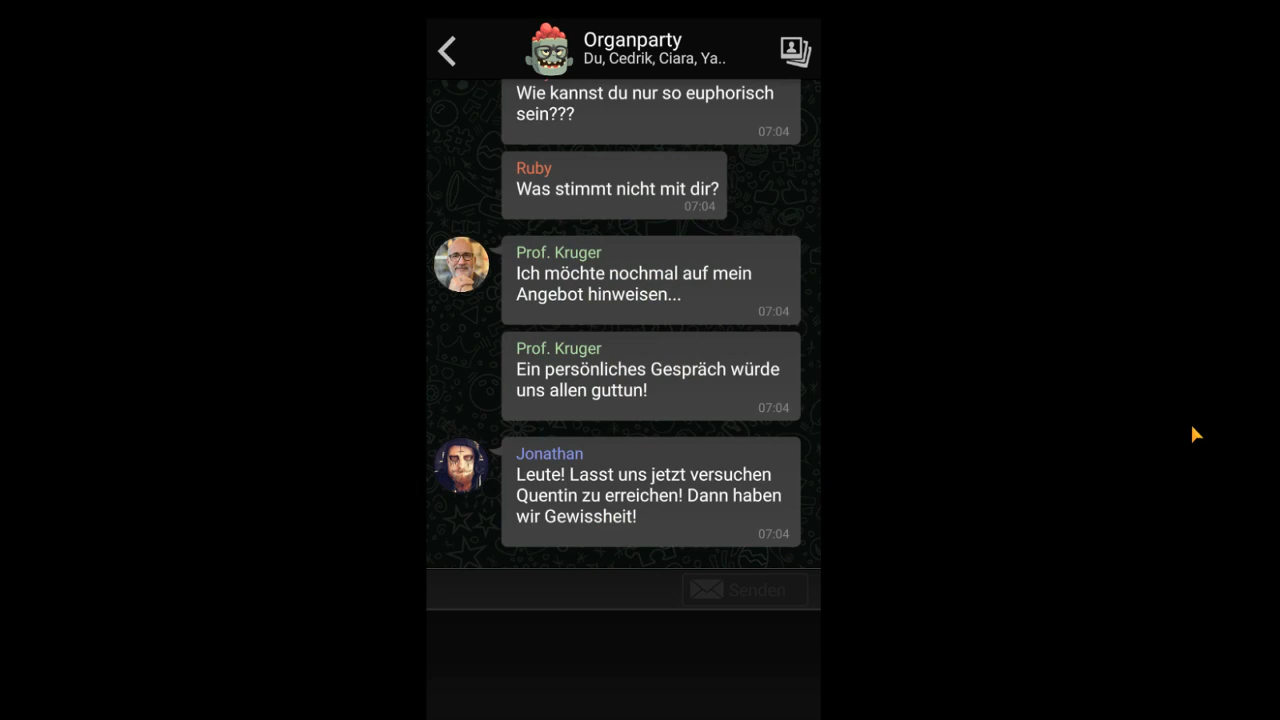 Organparty
Du, Cedrik, Ciara, Ya..
Wie kannst du nur so euphorisch
sein???
07:04
Ruby
Was stimmt nicht mit dir?
07:04
Prof. Kruger
Ich möchte nochmal auf mein
Angebot hinweisen...
07:04
Prof. Kruger
Ein persönliches Gespräch würde
uns allen guttun!
07:04
Jonathan
Leute! Lasst uns jetzt versuchen
Quentin zu erreichen! Dann haben
wir Gewissheit!
07:04
Senden